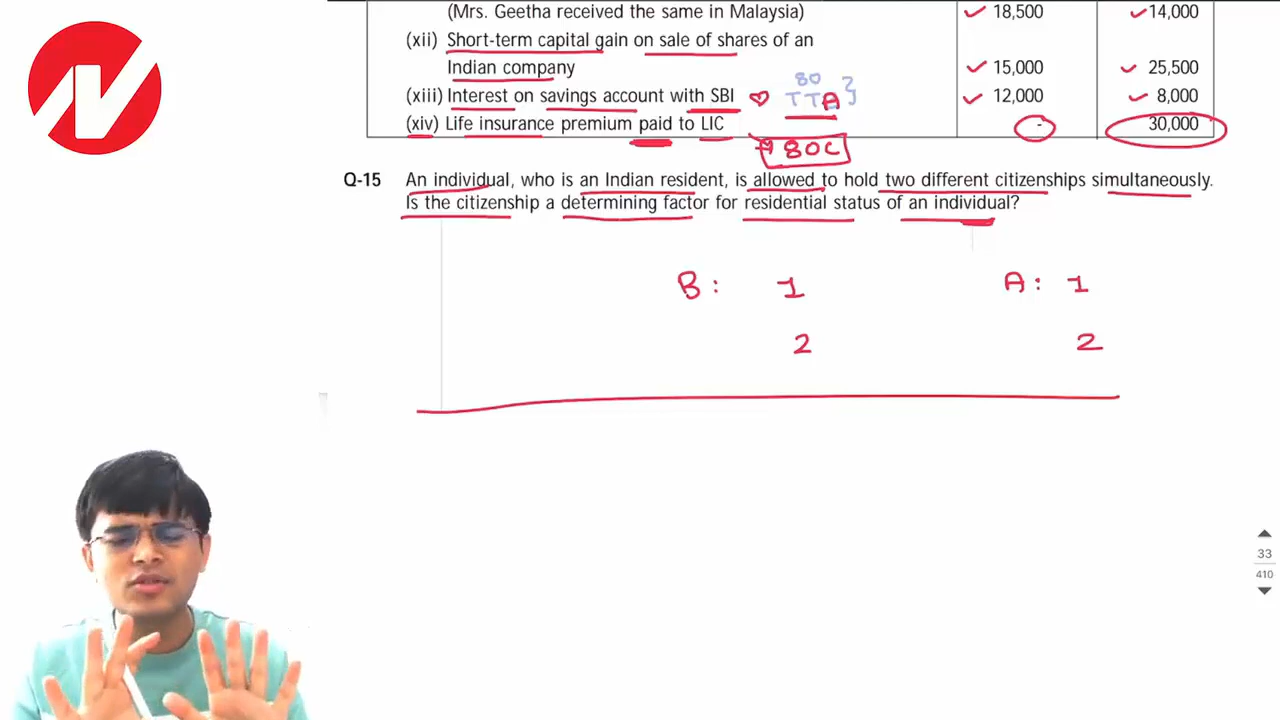 (Mrs. Geetha received the same in Malaysia) ✓ 18,500 ✓ 14,000
(xii) Short-term capital gain on sale of shares of an
Indian company ✓ 15,000 ✓ 25,500
80
(xiii) Interest on savings account with SBI ♡ TTA } ✓ 12,000 ✓ 8,000
(xiv) Life insurance premium paid to LIC - 30,000
→ 80C
Q-15 An individual, who is an Indian resident, is allowed to hold two different citizenships simultaneously.
Is the citizenship a determining factor for residential status of an individual?
B: 1 A: 1
2 2
33
410